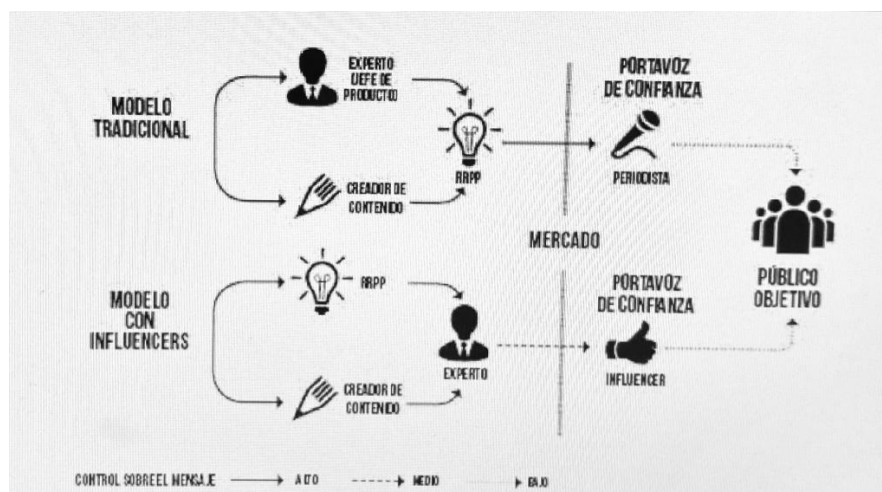 EXPERTO
(JEFE DE
PRODUCTO)
MODELO
TRADICIONAL
RRPP
CREADOR DE
CONTENIDO
PORTAVOZ
DE CONFIANZA
PERIODISTA
MERCADO
MODELO
CON
INFLUENCERS
RRPP
CREADOR DE
CONTENIDO
EXPERTO
PORTAVOZ
DE CONFIANZA
INFLUENCER
PÚBLICO
OBJETIVO
CONTROL SOBRE EL MENSAJE
ALTO
MEDIO
BAJO